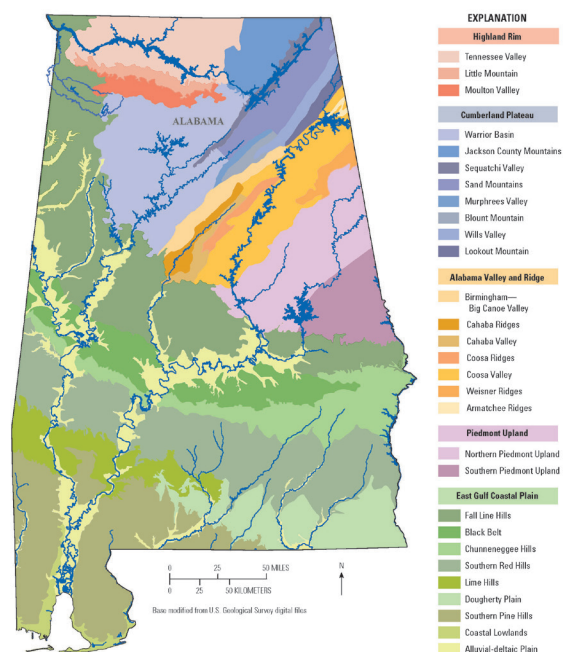 ALABAMA
0 25 50 MILES
0 25 50 KILOMETERS
N
Base modified from U.S. Geological Survey digital files
EXPLANATION
Highland Rim
Tennessee Valley
Little Mountain
Moulton Vallley
Cumberland Plateau
Warrior Basin
Jackson County Mountains
Sequatchi Valley
Sand Mountains
Murphrees Valley
Blount Mountain
Wills Valley
Lookout Mountain
Alabama Valley and Ridge
Birmingham—
Big Canoe Valley
Cahaba Ridges
Cahaba Valley
Coosa Ridges
Coosa Valley
Weisner Ridges
Armatchee Ridges
Piedmont Upland
Northern Piedmont Upland
Southern Piedmont Upland
East Gulf Coastal Plain
Fall Line Hills
Black Belt
Chunneneggee Hills
Southern Red Hills
Lime Hills
Dougherty Plain
Southern Pine Hills
Coastal Lowlands
Alluvial-deltaic Plain